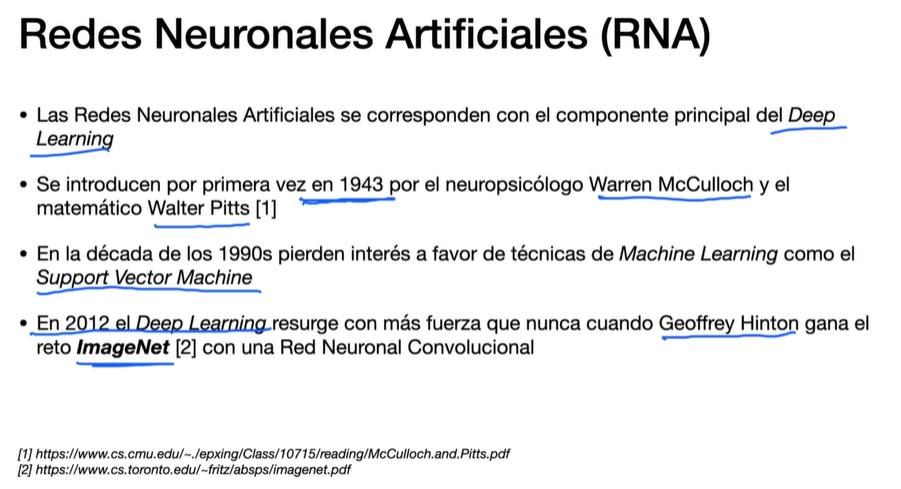 Redes Neuronales Artificiales (RNA)
• Las Redes Neuronales Artificiales se corresponden con el componente principal del Deep
Learning
• Se introducen por primera vez en 1943 por el neuropsicólogo Warren McCulloch y el
matemático Walter Pitts [1]
• En la década de los 1990s pierden interés a favor de técnicas de Machine Learning como el
Support Vector Machine
• En 2012 el Deep Learning resurge con más fuerza que nunca cuando Geoffrey Hinton gana el
reto ImageNet [2] con una Red Neuronal Convolucional
[1] https://www.cs.cmu.edu/~./epxing/Class/10715/reading/McCulloch.and.Pitts.pdf
[2] https://www.cs.toronto.edu/~fritz/absps/imagenet.pdf